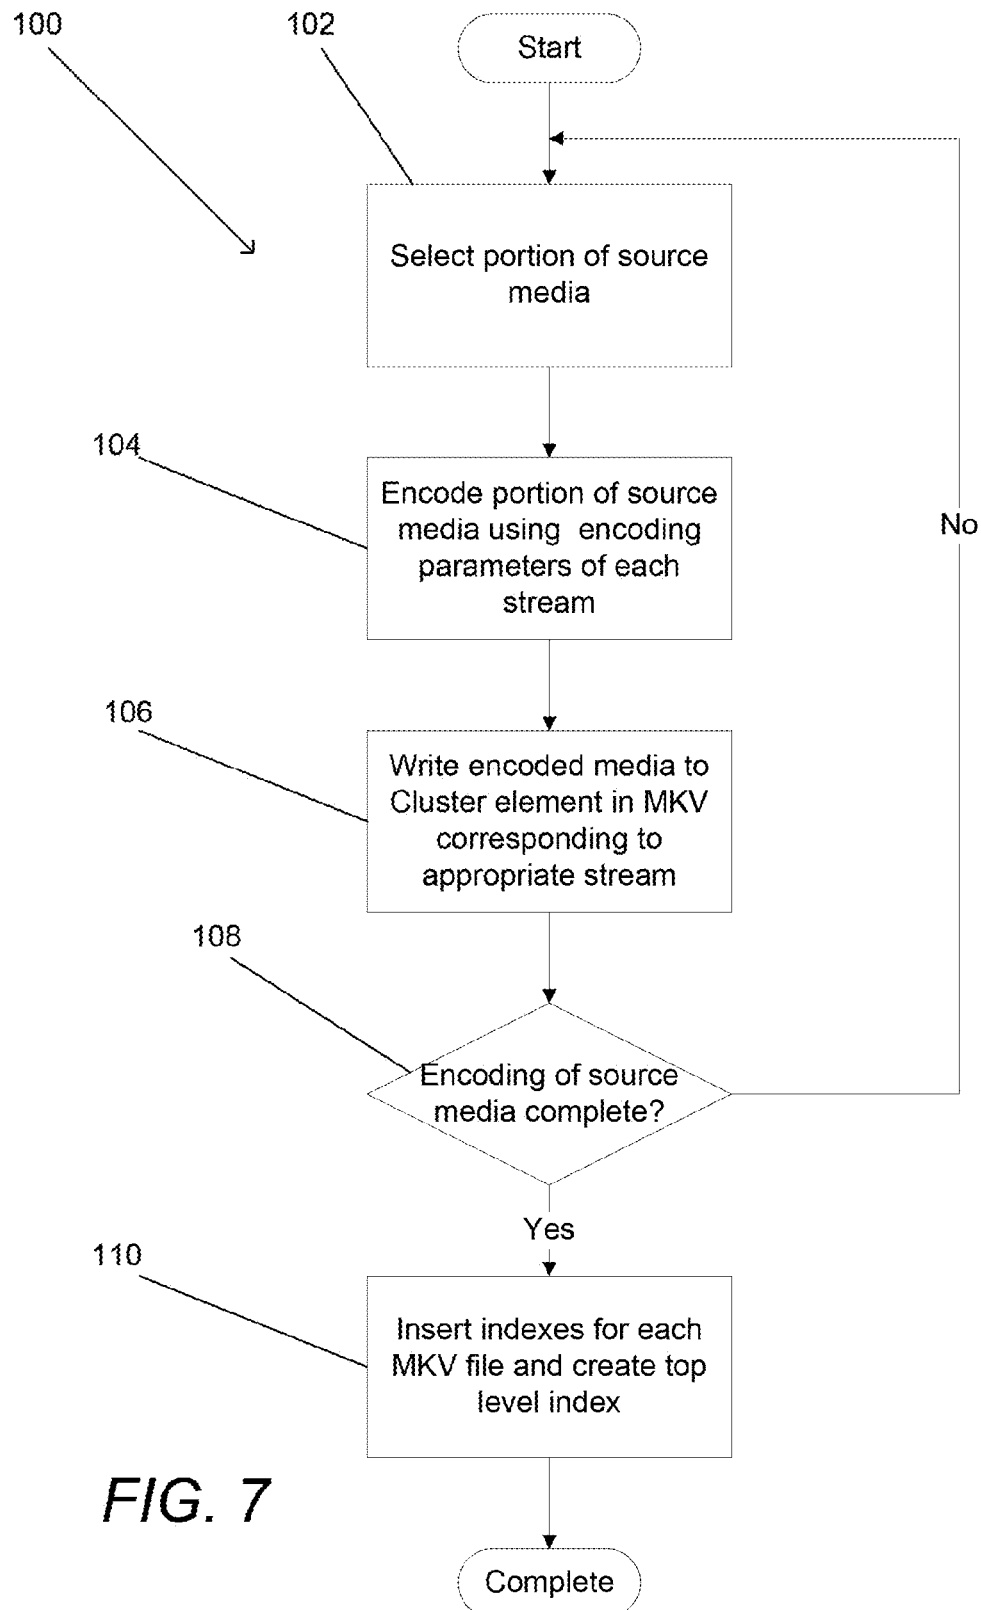 100
102
Start
Select portion of source
media
104
Encode portion of source
media using encoding
parameters of each
stream
No
106
Write encoded media to
Cluster element in MKV
corresponding to
appropriate stream
108
Encoding of source
media complete?
Yes
110
Insert indexes for each
MKV file and create top
level index
FIG. 7
Complete